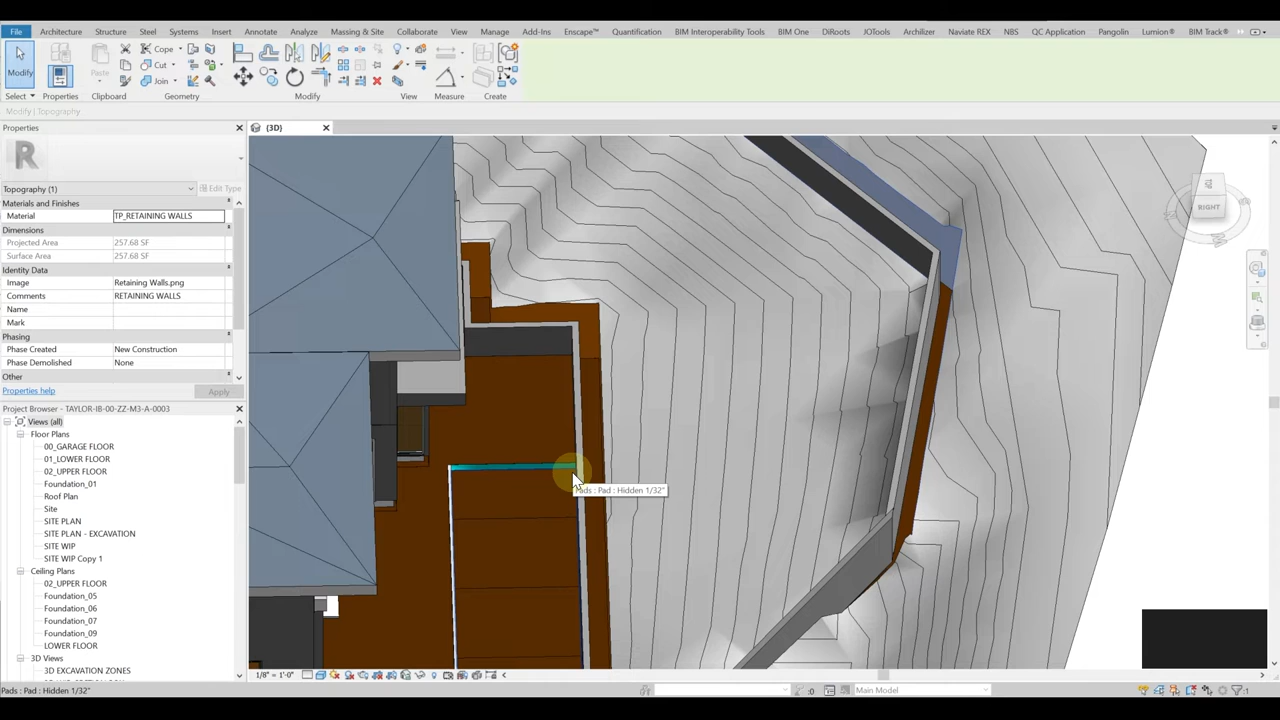 File Architecture Structure Steel Systems Insert Annotate Analyze Massing & Site Collaborate View Manage Add-Ins Enscape™ Quantification BIM Interoperability Tools BIM One DiRoots JOTools Archilizer Naviate REX NBS QC Application Pangolin Lumion® BIM Track®
Cope
Cut
Join
Modify
Paste
Select Properties Clipboard Geometry Modify View Measure Create
Modify | Topography
Properties
{3D}
R
Topography (1)
Edit Type
Materials and Finishes
Material TP_RETAINING WALLS
Dimensions
Projected Area 257.68 SF
Surface Area 257.68 SF
Identity Data
Image Retaining Walls.png
Comments RETAINING WALLS
Name
Mark
Phasing
Phase Created New Construction
Phase Demolished None
Other
Properties help
Apply
RIGHT
Project Browser - TAYLOR-IB-00-ZZ-M3-A-0003
Views (all)
Floor Plans
00_GARAGE FLOOR
01_LOWER FLOOR
02_UPPER FLOOR
Foundation_01
Roof Plan
Site
SITE PLAN
SITE PLAN - EXCAVATION
SITE WIP
SITE WIP Copy 1
Ceiling Plans
02_UPPER FLOOR
Foundation_05
Foundation_06
Foundation_07
Foundation_09
LOWER FLOOR
3D Views
3D EXCAVATION ZONES
Pads : Pad : Hidden 1/32"
1/8" = 1'-0"
Pads : Pad : Hidden 1/32"
:0
Main Model
:1